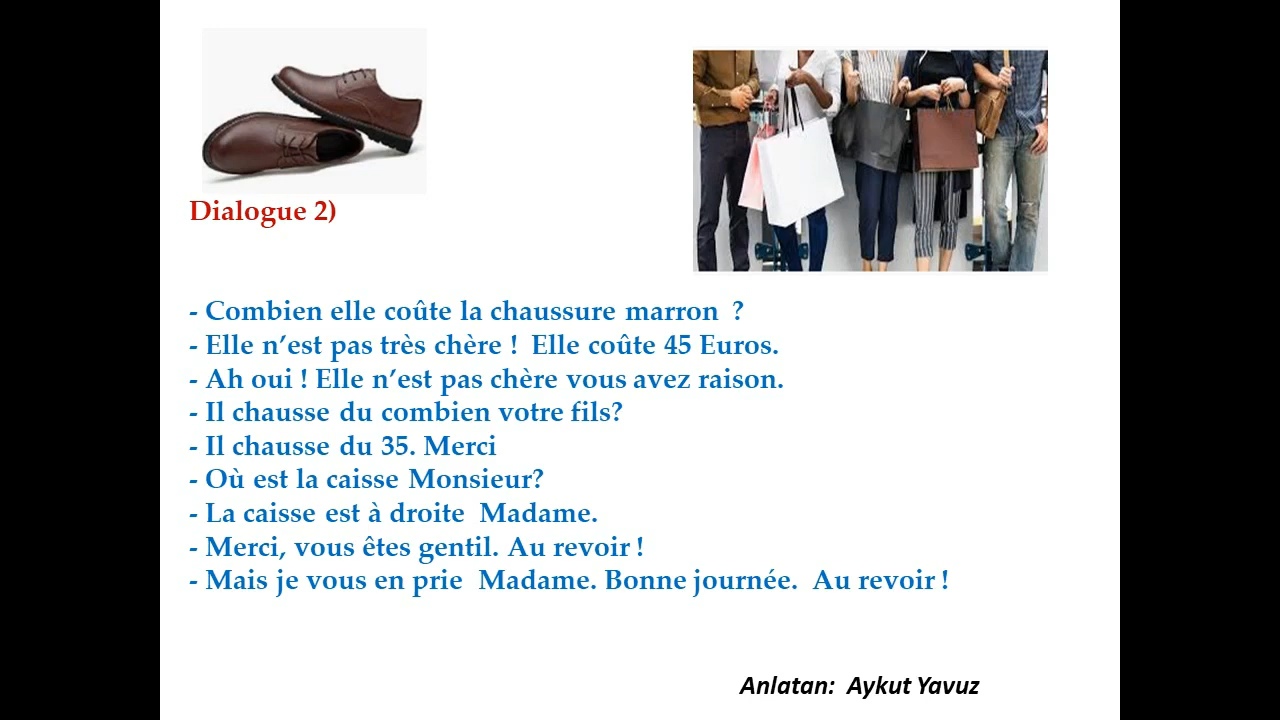 Dialogue 2)
- Combien elle coûte la chaussure marron  ?
- Elle n’est pas très chère !  Elle coûte 45 Euros.
- Ah oui ! Elle n’est pas chère vous avez raison.
- Il chausse du combien votre fils?
- Il chausse du 35. Merci
- Où est la caisse Monsieur?
- La caisse est à droite  Madame.
- Merci, vous êtes gentil. Au revoir !
- Mais je vous en prie  Madame. Bonne journée.  Au revoir !
Anlatan:  Aykut Yavuz